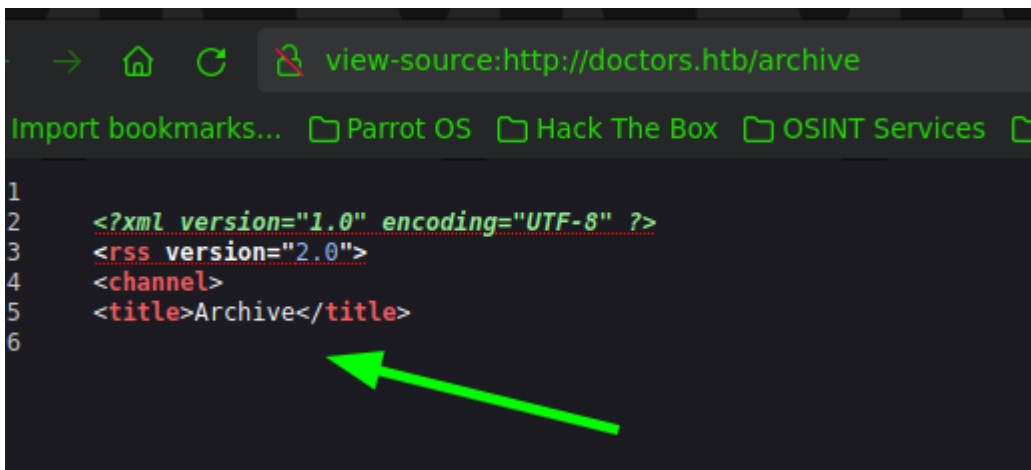 view-source:http://doctors.htb/archive
Import bookmarks... Parrot OS Hack The Box OSINT Services
1
2 <?xml version="1.0" encoding="UTF-8" ?>
3 <rss version="2.0">
4 <channel>
5 <title>Archive</title>
6